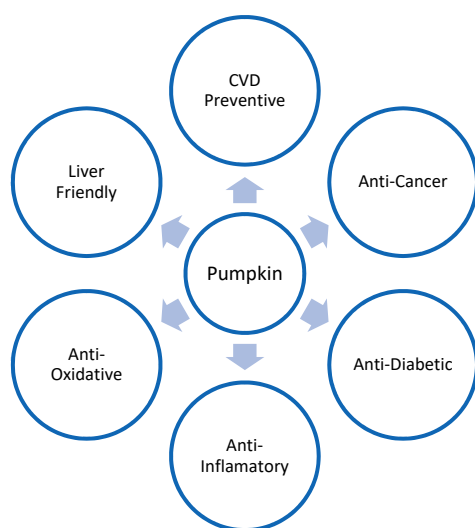 CVD
Preventive
Liver
Friendly
Anti-Cancer
Pumpkin
Anti-
Oxidative
Anti-Diabetic
Anti-
Inflamatory